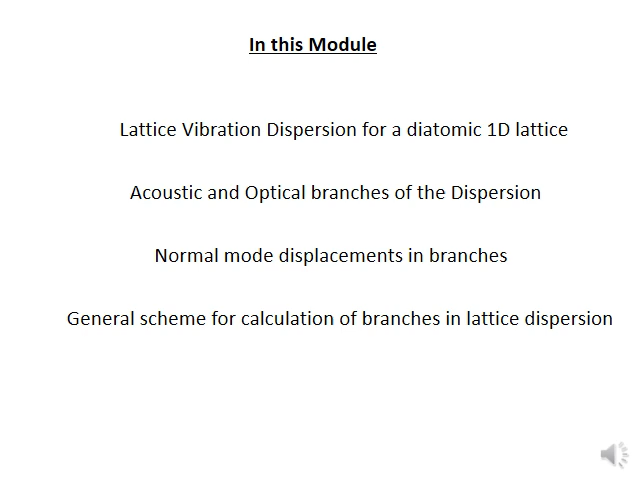 In this Module
Lattice Vibration Dispersion for a diatomic 1D lattice
Acoustic and Optical branches of the Dispersion
Normal mode displacements in branches
General scheme for calculation of branches in lattice dispersion